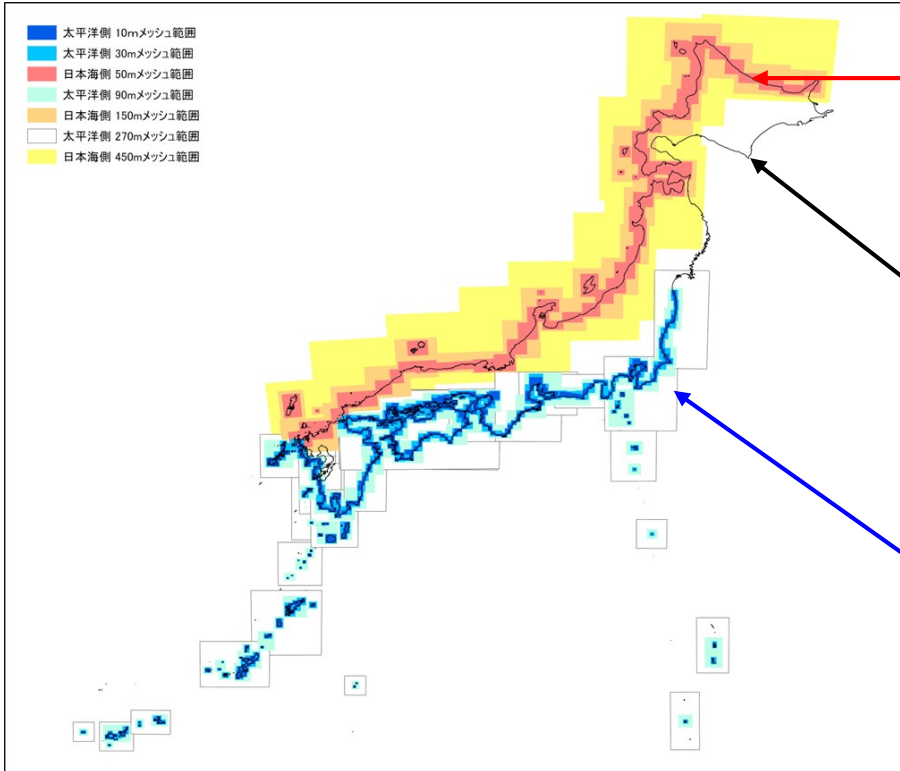 太平洋側 10mメッシュ範囲
太平洋側 30mメッシュ範囲
日本海側 50mメッシュ範囲
太平洋側 90mメッシュ範囲
日本海側 150mメッシュ範囲
太平洋側 270mメッシュ範囲
日本海側 450mメッシュ範囲